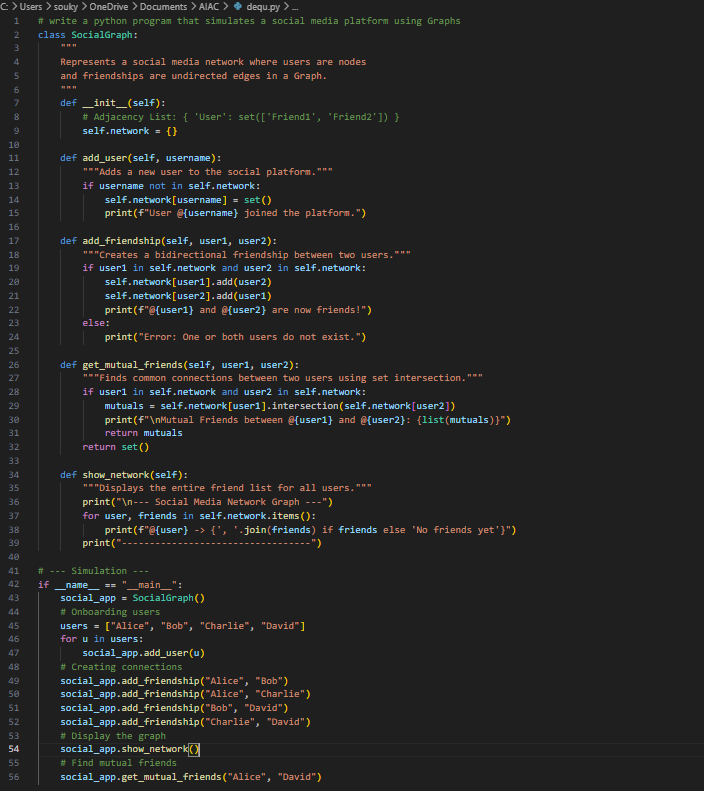 C: > Users > souky > OneDrive > Documents > AIAC > dequ.py > ...
1 # write a python program that simulates a social media platform using Graphs
2 class SocialGraph:
3     """
4     Represents a social media network where users are nodes
5     and friendships are undirected edges in a Graph.
6     """
7     def __init__(self):
8         # Adjacency List: { 'User': set(['Friend1', 'Friend2']) }
9         self.network = {}
10
11     def add_user(self, username):
12         """Adds a new user to the social platform."""
13         if username not in self.network:
14             self.network[username] = set()
15             print(f"User @{username} joined the platform.")
16
17     def add_friendship(self, user1, user2):
18         """Creates a bidirectional friendship between two users."""
19         if user1 in self.network and user2 in self.network:
20             self.network[user1].add(user2)
21             self.network[user2].add(user1)
22             print(f"@{user1} and @{user2} are now friends!")
23         else:
24             print("Error: One or both users do not exist.")
25
26     def get_mutual_friends(self, user1, user2):
27         """Finds common connections between two users using set intersection."""
28         if user1 in self.network and user2 in self.network:
29             mutuals = self.network[user1].intersection(self.network[user2])
30             print(f"\nMutual Friends between @{user1} and @{user2}: {list(mutuals)}")
31             return mutuals
32         return set()
33
34     def show_network(self):
35         """Displays the entire friend list for all users."""
36         print("\n--- Social Media Network Graph ---")
37         for user, friends in self.network.items():
38             print(f"@{user} -> {', '.join(friends) if friends else 'No friends yet'}")
39         print("----------------------------------")
40
41 # --- Simulation ---
42 if __name__ == "__main__":
43     social_app = SocialGraph()
44     # Onboarding users
45     users = ["Alice", "Bob", "Charlie", "David"]
46     for u in users:
47         social_app.add_user(u)
48     # Creating connections
49     social_app.add_friendship("Alice", "Bob")
50     social_app.add_friendship("Alice", "Charlie")
51     social_app.add_friendship("Bob", "David")
52     social_app.add_friendship("Charlie", "David")
53     # Display the graph
54     social_app.show_network()
55     # Find mutual friends
56     social_app.get_mutual_friends("Alice", "David")